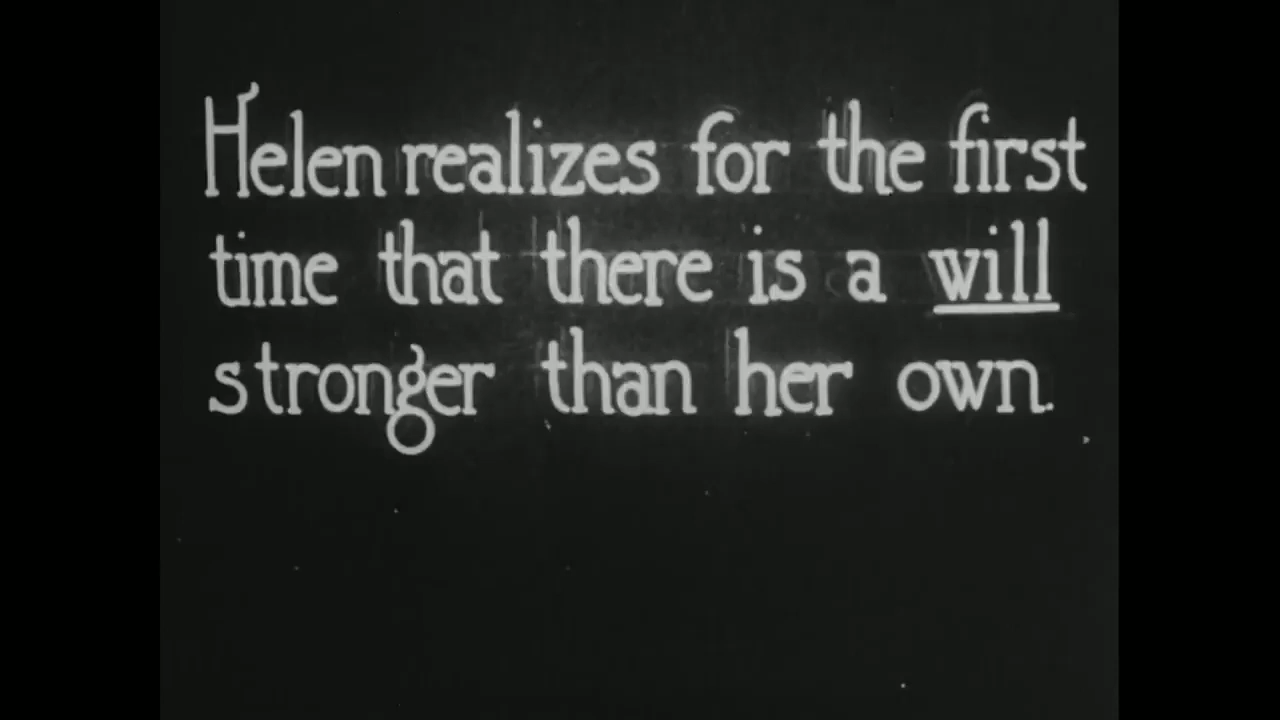 Helen realizes for the first
time that there is a will
stronger than her own.